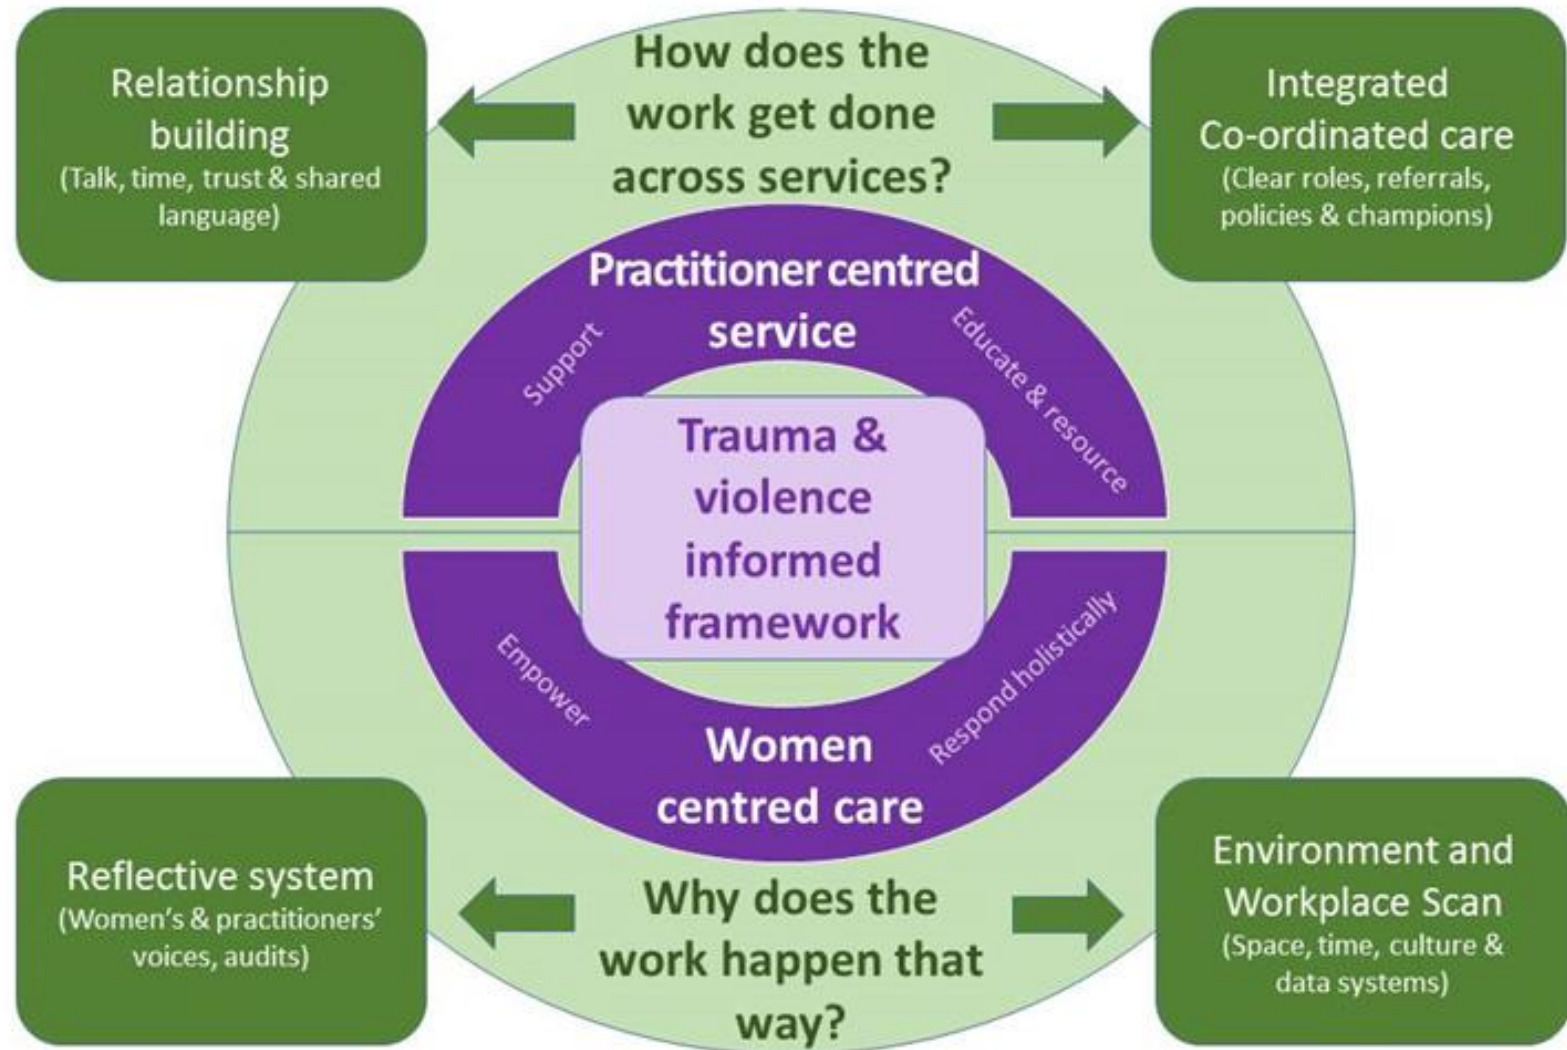 How does the
work get done
across services?
Relationship
building
(Talk, time, trust & shared
language)
Integrated
Co-ordinated care
(Clear roles, referrals,
policies & champions)
Practitioner centred
service
Support
Educate & resource
Trauma &
violence
informed
framework
Empower
Respond holistically
Women
centred care
Reflective system
(Women's & practitioners'
voices, audits)
Why does the
work happen that
way?
Environment and
Workplace Scan
(Space, time, culture &
data systems)